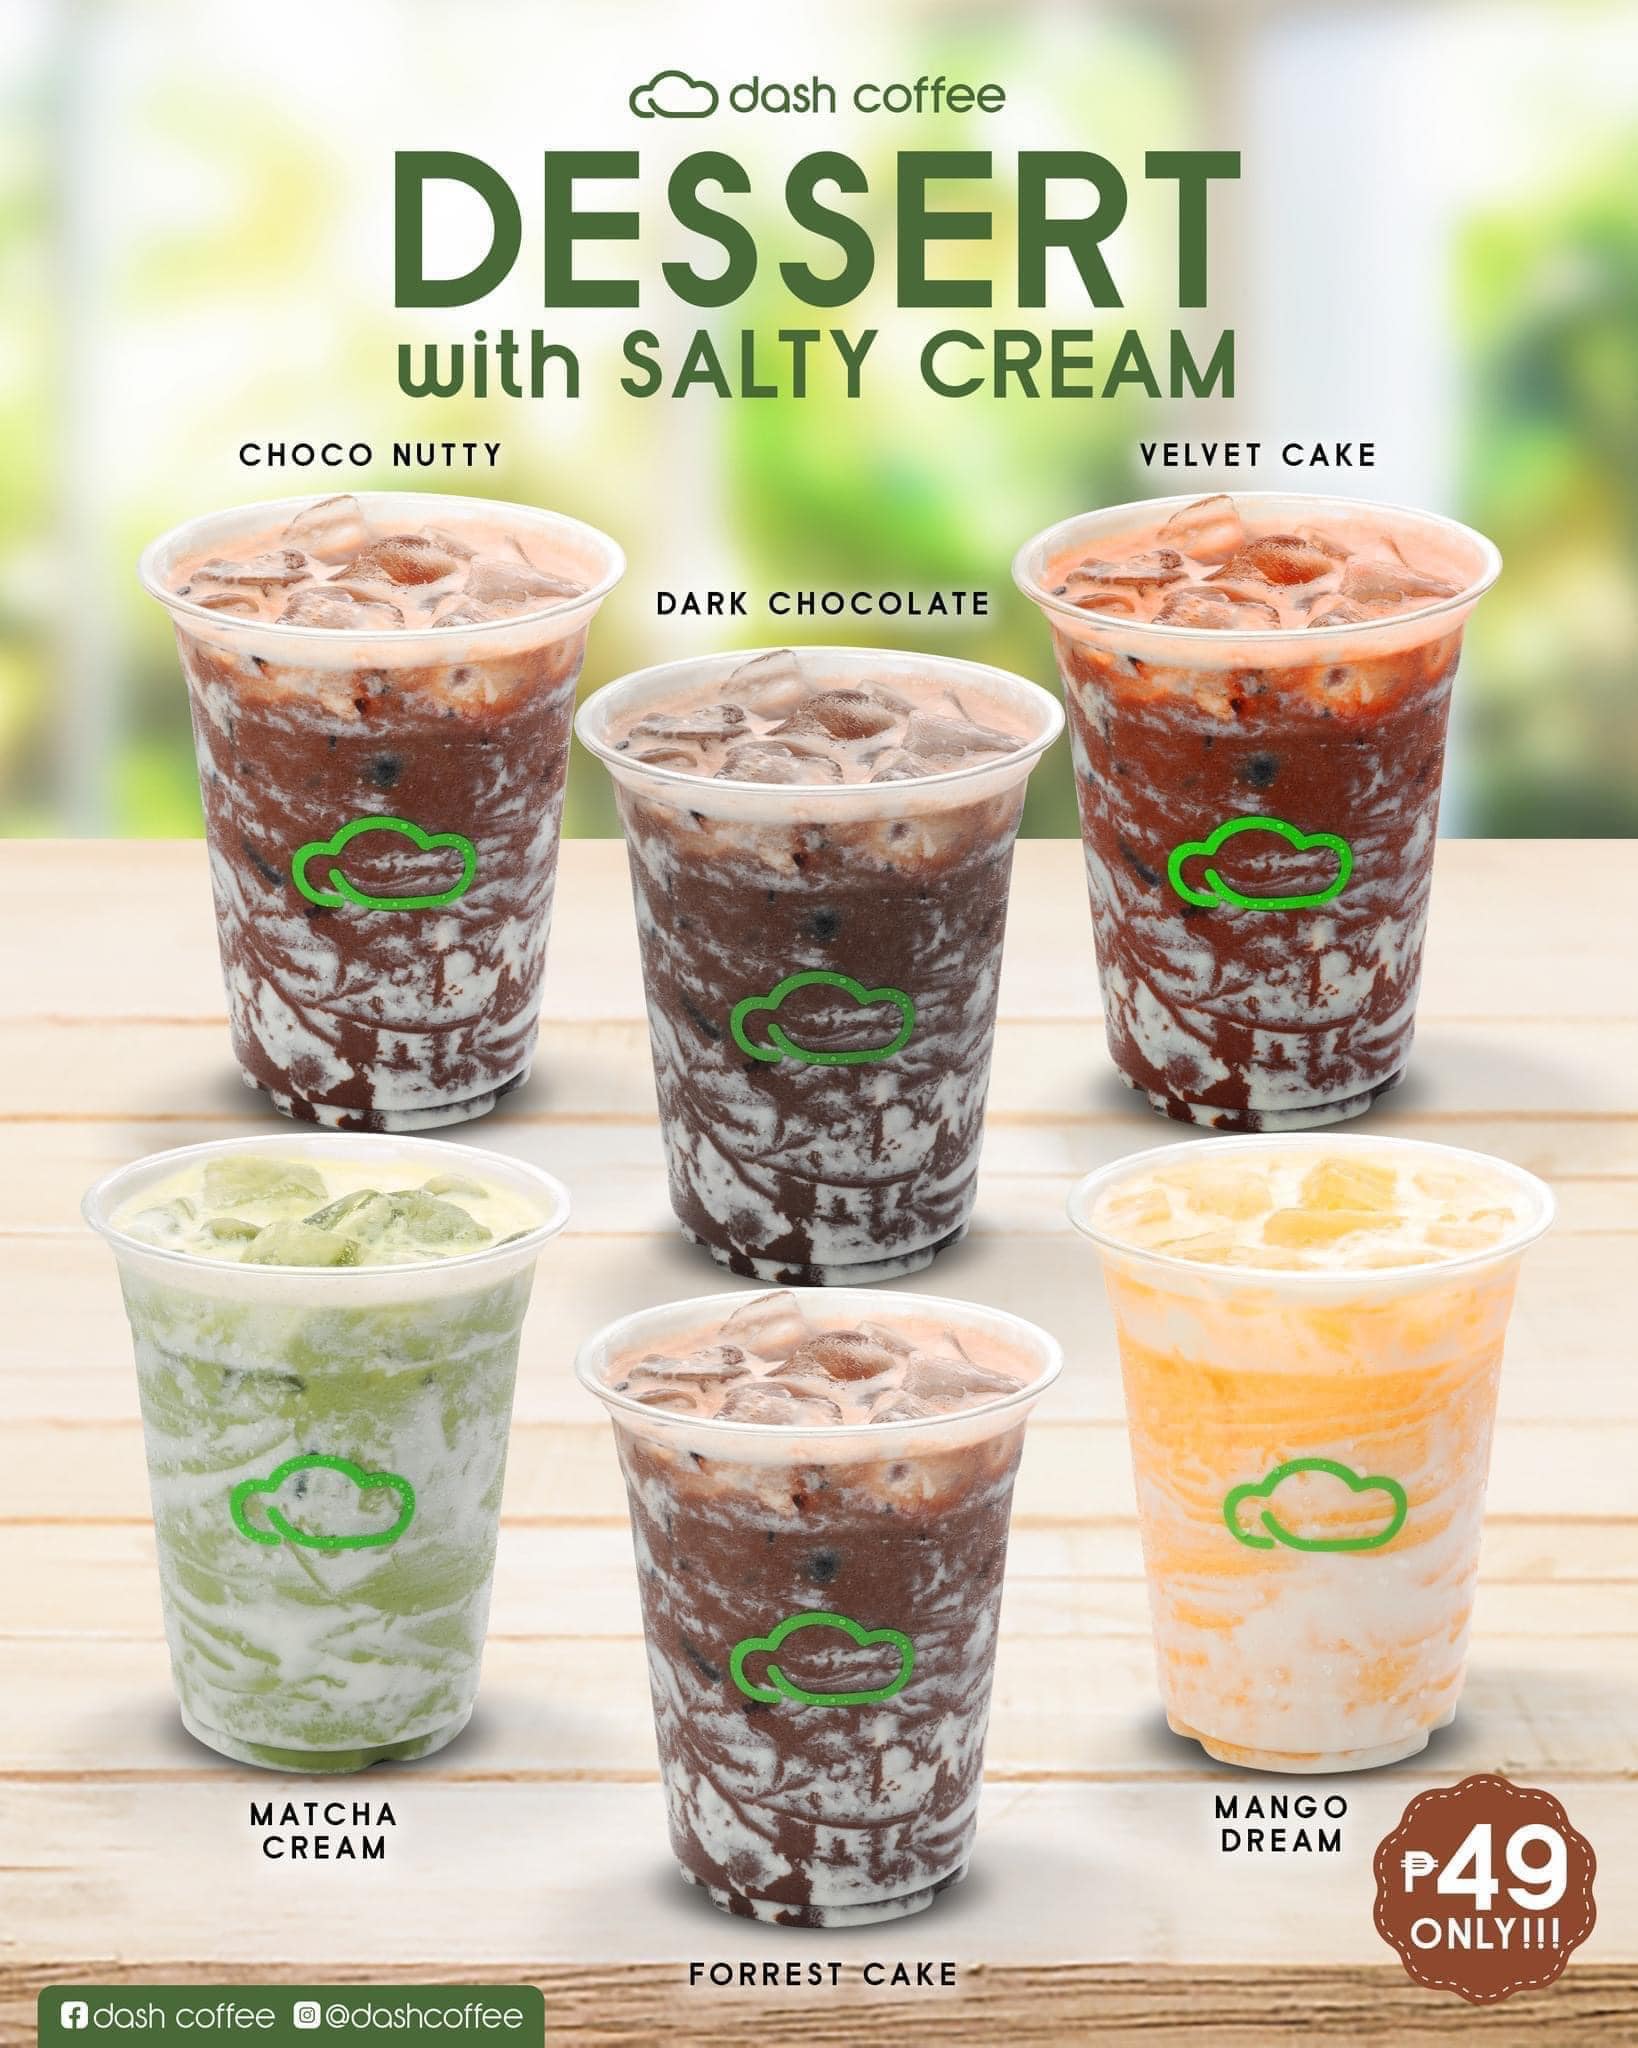 dash coffee
DESSERT
with SALTY CREAM
CHOCO NUTTY
VELVET CAKE
DARK CHOCOLATE
MATCHA
CREAM
MANGO
DREAM
₱49
ONLY!!!
FORREST CAKE
dash coffee @dashcoffee